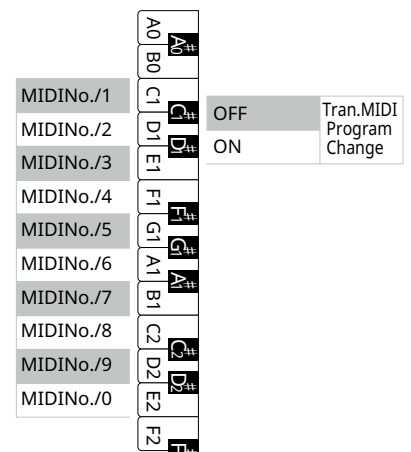 A0
A0#
B0
MIDINo./1
C1
C1#
OFF
Tran.MIDI
Program
Change
MIDINo./2
D1
D1#
ON
MIDINo./3
E1
MIDINo./4
F1
F1#
MIDINo./5
G1
G1#
MIDINo./6
A1
A1#
MIDINo./7
B1
MIDINo./8
C2
C2#
MIDINo./9
D2
D2#
MIDINo./0
E2
F2